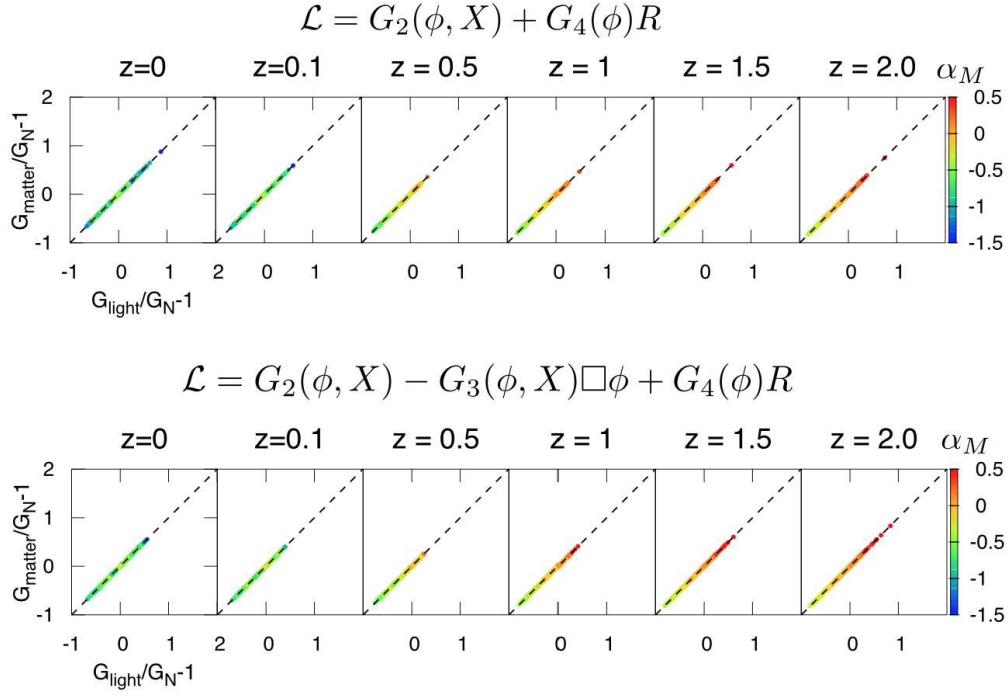 ℒ = G₂(ϕ, X) + G₄(ϕ)R
z=0 z=0.1 z = 0.5 z = 1 z = 1.5 z = 2.0 α_M
2 1 0 -1
G_matter/G_N-1
0.5 0 -0.5 -1 -1.5
-1 0 1 2 0 1 0 1 0 1 0 1 0 1
G_light/G_N-1
ℒ = G₂(ϕ, X) − G₃(ϕ, X)□ϕ + G₄(ϕ)R
z=0 z=0.1 z = 0.5 z = 1 z = 1.5 z = 2.0 α_M
2 1 0 -1
G_matter/G_N-1
0.5 0 -0.5 -1 -1.5
-1 0 1 2 0 1 0 1 0 1 0 1 0 1
G_light/G_N-1